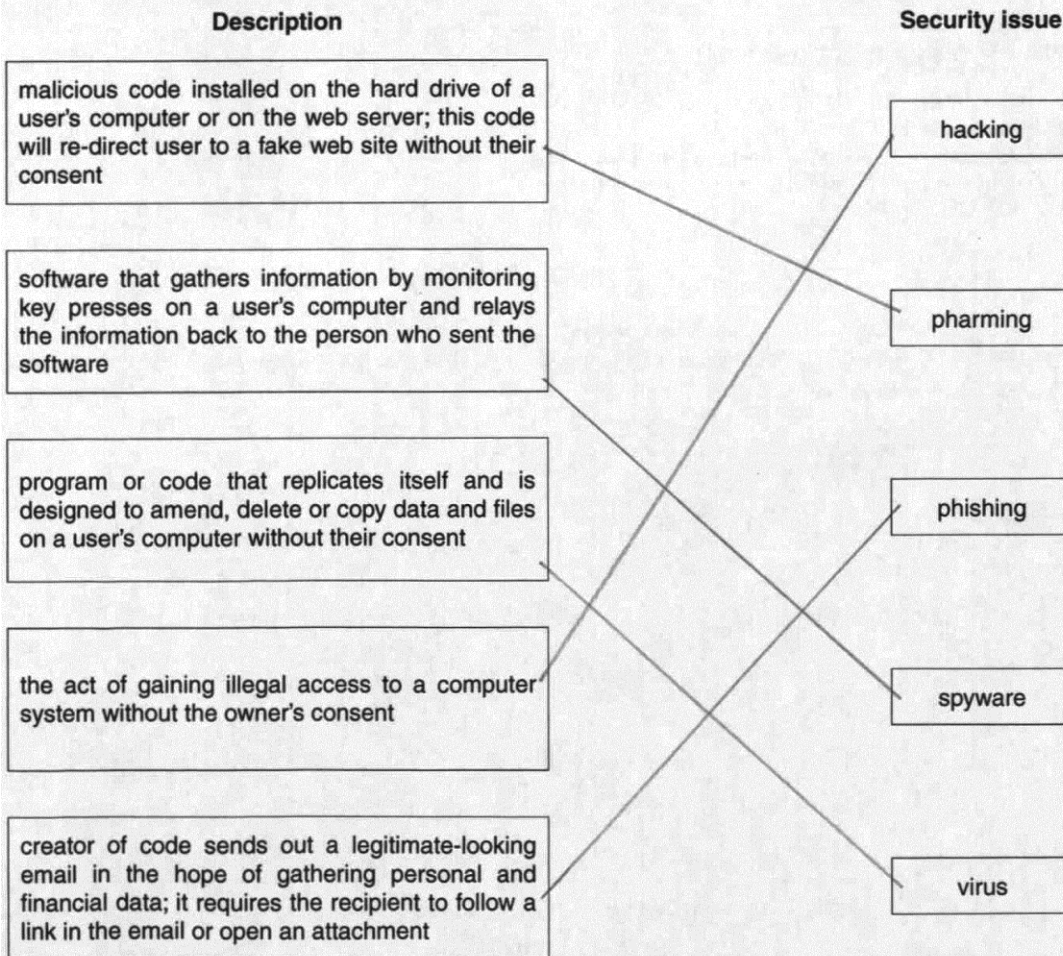 Description
Security issue
malicious code installed on the hard drive of a
user's computer or on the web server; this code
will re-direct user to a fake web site without their
consent
hacking
software that gathers information by monitoring
key presses on a user's computer and relays
the information back to the person who sent the
software
pharming
program or code that replicates itself and is
designed to amend, delete or copy data and files
on a user's computer without their consent
phishing
the act of gaining illegal access to a computer
system without the owner's consent
spyware
creator of code sends out a legitimate-looking
email in the hope of gathering personal and
financial data; it requires the recipient to follow a
link in the email or open an attachment
virus